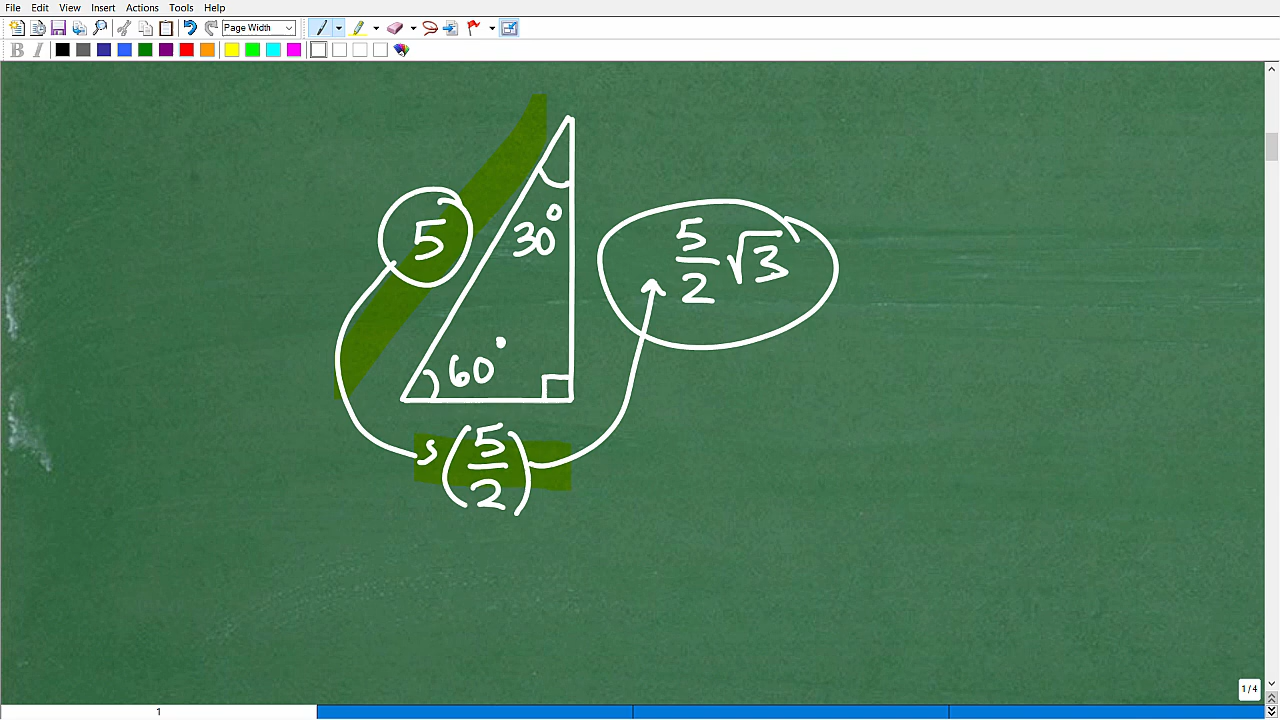 File Edit View Insert Actions Tools Help
Page Width
B I
5
30°
5/2 √3
60°
s (5/2)
1 / 4
1